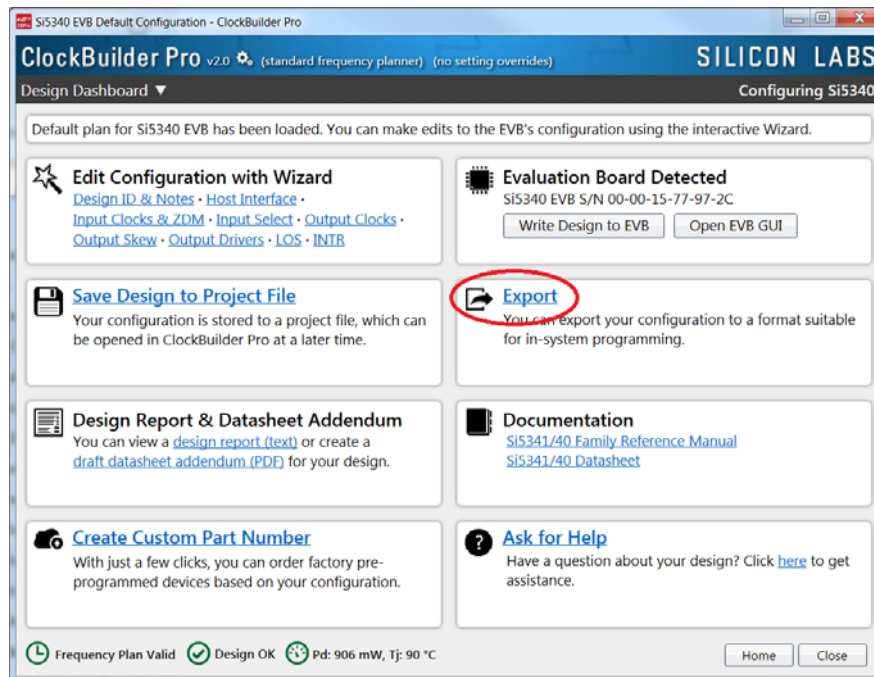 Si5340 EVB Default Configuration - ClockBuilder Pro
ClockBuilder Pro v2.0 (standard frequency planner) (no setting overrides)
SILICON LABS
Design Dashboard ▼
Configuring Si5340
Default plan for Si5340 EVB has been loaded. You can make edits to the EVB's configuration using the interactive Wizard.
Edit Configuration with Wizard
Design ID & Notes · Host Interface ·
Input Clocks & ZDM · Input Select · Output Clocks ·
Output Skew · Output Drivers · LOS · INTR
Evaluation Board Detected
Si5340 EVB S/N 00-00-15-77-97-2C
Write Design to EVB
Open EVB GUI
Save Design to Project File
Your configuration is stored to a project file, which can
be opened in ClockBuilder Pro at a later time.
Export
You can export your configuration to a format suitable
for in-system programming.
Design Report & Datasheet Addendum
You can view a design report (text) or create a
draft datasheet addendum (PDF) for your design.
Documentation
Si5341/40 Family Reference Manual
Si5341/40 Datasheet
Create Custom Part Number
With just a few clicks, you can order factory pre-
programmed devices based on your configuration.
Ask for Help
Have a question about your design? Click here to get
assistance.
Frequency Plan Valid
Design OK
Pd: 906 mW, Tj: 90 °C
Home
Close